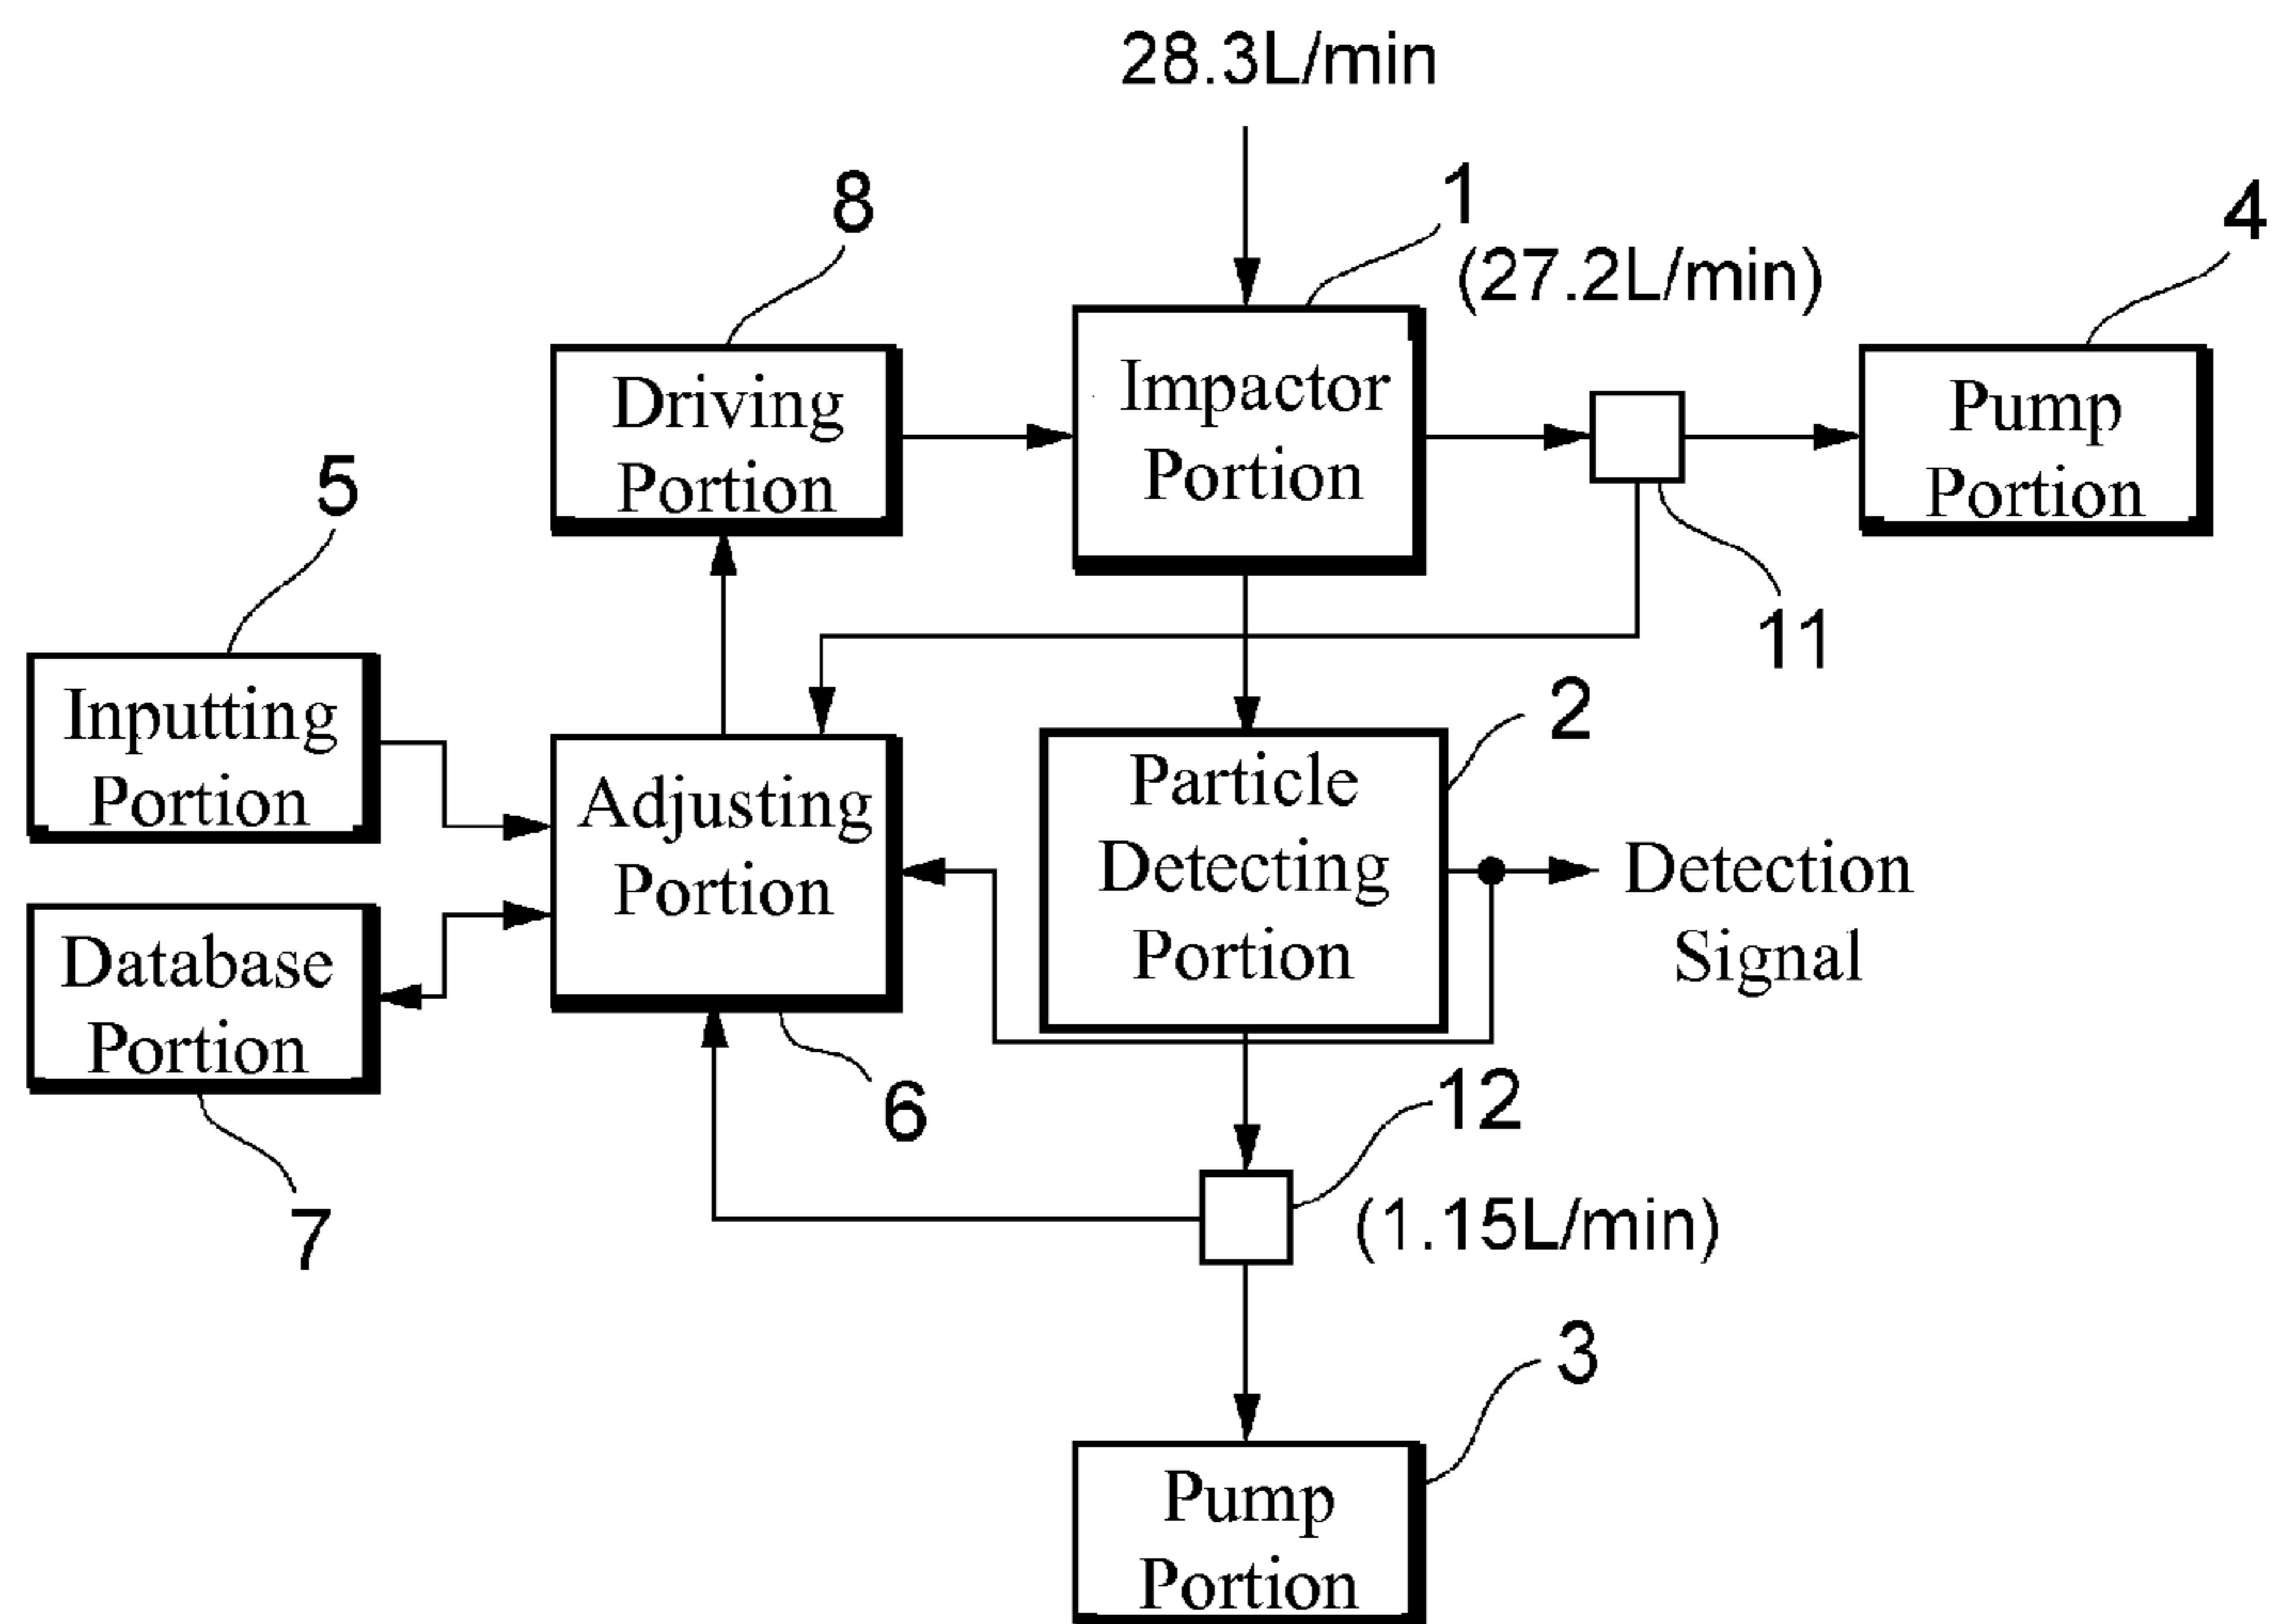 28.3L/min
8
1
4
(27.2L/min)
Driving
Portion
Impactor
Portion
Pump
Portion
5
11
Inputting
Portion
2
Adjusting
Portion
Particle
Detecting
Portion
Detection
Signal
Database
Portion
6
12
7
(1.15L/min)
3
Pump
Portion